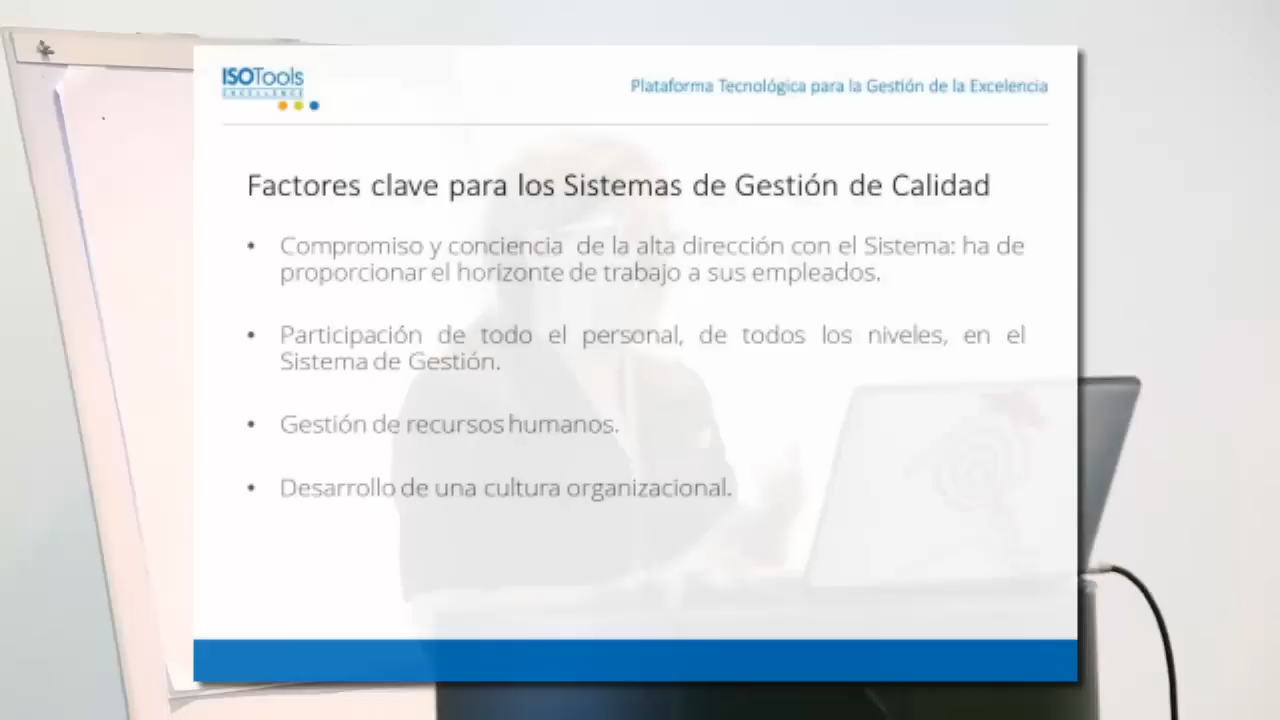 ISOTools
EXCELLENCE
Plataforma Tecnológica para la Gestión de la Excelencia
Factores clave para los Sistemas de Gestión de Calidad
• Compromiso y conciencia de la alta dirección con el Sistema: ha de
proporcionar el horizonte de trabajo a sus empleados.
• Participación de todo el personal, de todos los niveles, en el
Sistema de Gestión.
• Gestión de recursos humanos.
• Desarrollo de una cultura organizacional.